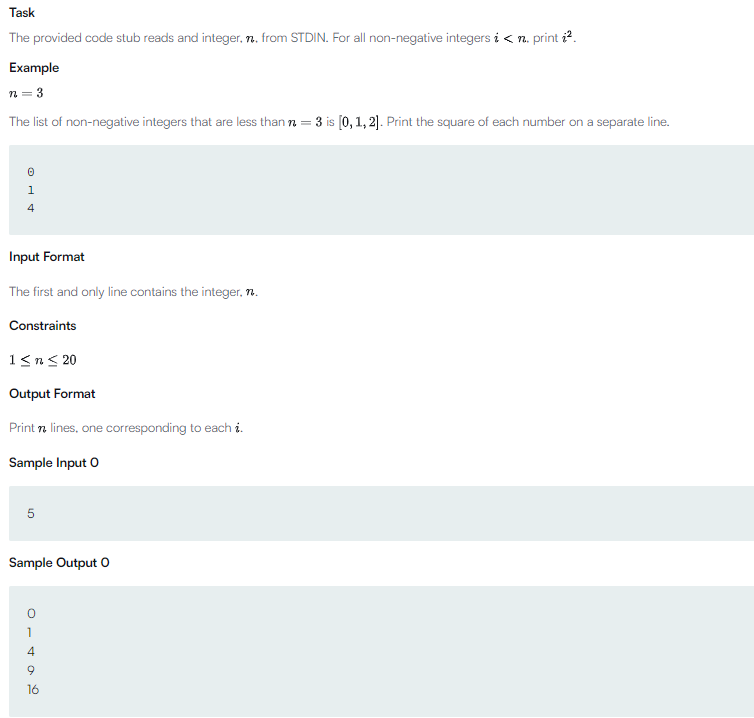 Task
The provided code stub reads and integer, n, from STDIN. For all non-negative integers i < n, print i².
Example
n = 3
The list of non-negative integers that are less than n = 3 is [0, 1, 2]. Print the square of each number on a separate line.
0
1
4
Input Format
The first and only line contains the integer, n.
Constraints
1 ≤ n ≤ 20
Output Format
Print n lines, one corresponding to each i.
Sample Input 0
5
Sample Output 0
0
1
4
9
16